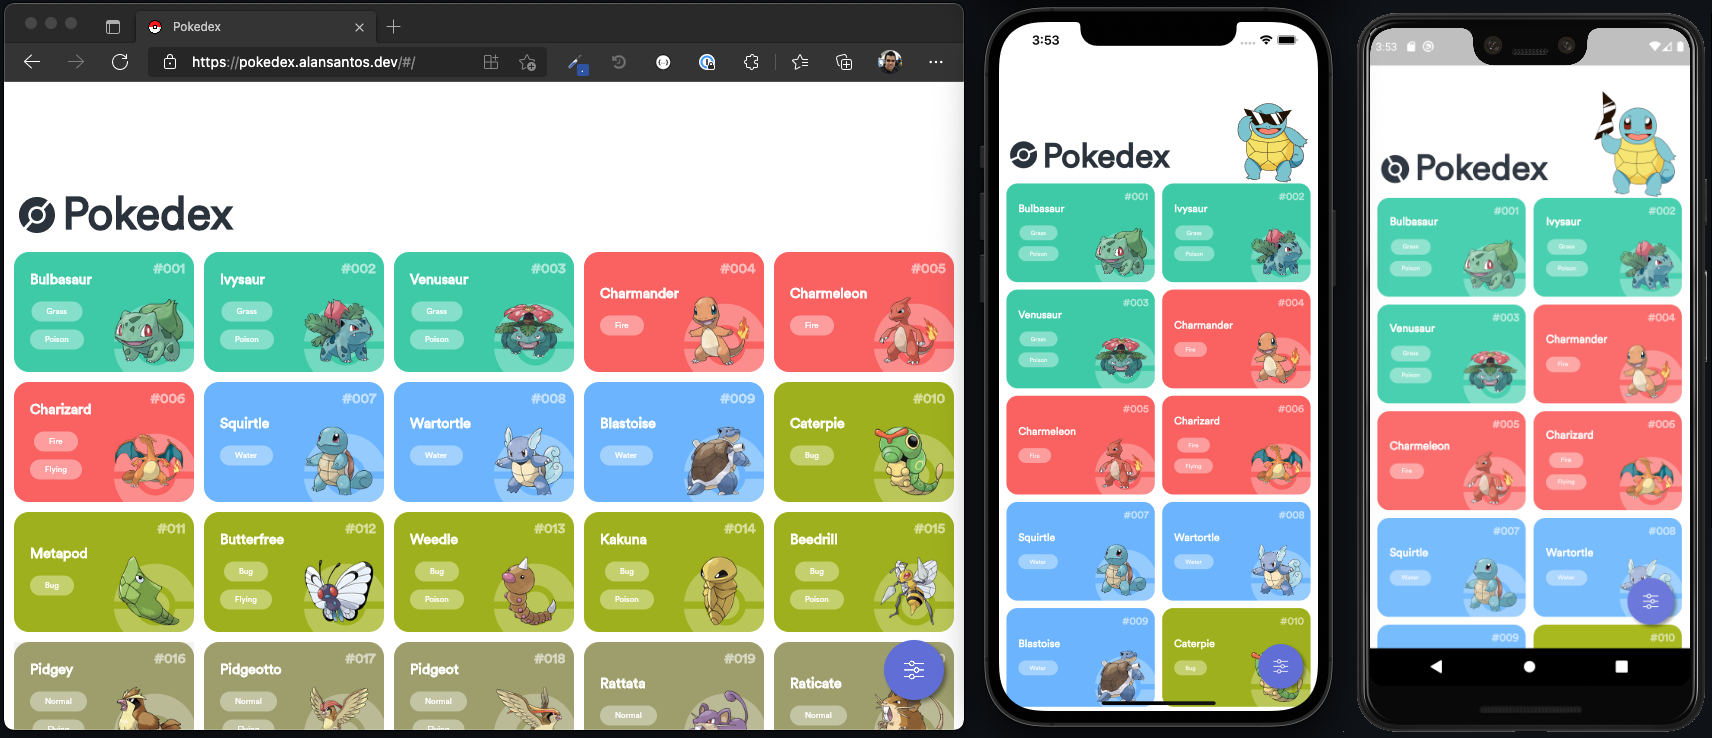 Pokedex
https://pokedex.alansantos.dev/#/
Pokedex
#001
Bulbasaur
Grass
Poison
#002
Ivysaur
Grass
Poison
#003
Venusaur
Grass
Poison
#004
Charmander
Fire
#005
Charmeleon
Fire
#006
Charizard
Fire
Flying
#007
Squirtle
Water
#008
Wartortle
Water
#009
Blastoise
Water
#010
Caterpie
Bug
#011
Metapod
Bug
#012
Butterfree
Bug
Flying
#013
Weedle
Bug
Poison
#014
Kakuna
Bug
Poison
#015
Beedrill
Bug
Poison
#016
Pidgey
Normal
#017
Pidgeotto
Normal
#018
Pidgeot
Normal
#019
Rattata
Normal
Raticate
Normal
3:53
Pokedex
#001
Bulbasaur
Grass
Poison
#002
Ivysaur
Grass
Poison
#003
Venusaur
Grass
Poison
#004
Charmander
Fire
#005
Charmeleon
Fire
#006
Charizard
Fire
Flying
#007
Squirtle
Water
#008
Wartortle
Water
#009
Blastoise
Water
#010
Caterpie
Bug
3:53
Pokedex
#001
Bulbasaur
Grass
Poison
#002
Ivysaur
Grass
Poison
#003
Venusaur
Grass
Poison
#004
Charmander
Fire
#005
Charmeleon
Fire
#006
Charizard
Fire
Flying
#007
Squirtle
Water
#008
Wartortle
Water
#009
#010